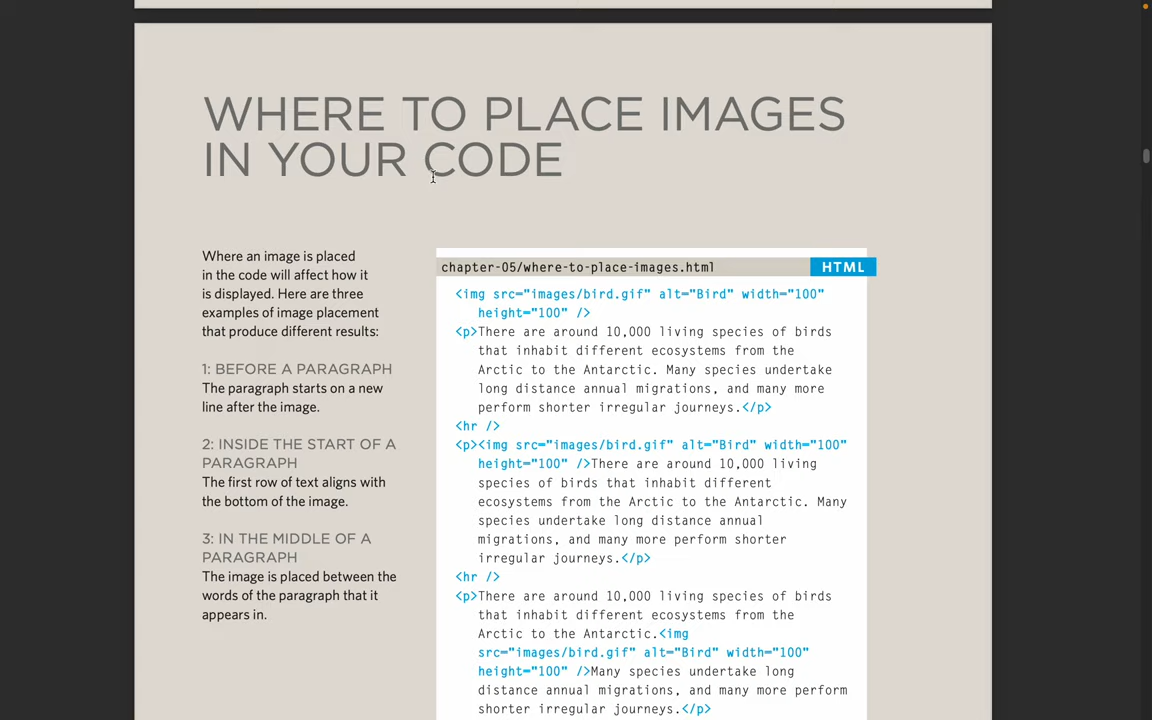 WHERE TO PLACE IMAGES
IN YOUR CODE
Where an image is placed
in the code will affect how it
is displayed. Here are three
examples of image placement
that produce different results:
1: BEFORE A PARAGRAPH
The paragraph starts on a new
line after the image.
2: INSIDE THE START OF A
PARAGRAPH
The first row of text aligns with
the bottom of the image.
3: IN THE MIDDLE OF A
PARAGRAPH
The image is placed between the
words of the paragraph that it
appears in.
chapter-05/where-to-place-images.html
HTML
<img src="images/bird.gif" alt="Bird" width="100"
height="100" />
<p>There are around 10,000 living species of birds
that inhabit different ecosystems from the
Arctic to the Antarctic. Many species undertake
long distance annual migrations, and many more
perform shorter irregular journeys.</p>
<hr />
<p><img src="images/bird.gif" alt="Bird" width="100"
height="100" />There are around 10,000 living
species of birds that inhabit different
ecosystems from the Arctic to the Antarctic. Many
species undertake long distance annual
migrations, and many more perform shorter
irregular journeys.</p>
<hr />
<p>There are around 10,000 living species of birds
that inhabit different ecosystems from the
Arctic to the Antarctic.<img
src="images/bird.gif" alt="Bird" width="100"
height="100" />Many species undertake long
distance annual migrations, and many more perform
shorter irregular journeys.</p>